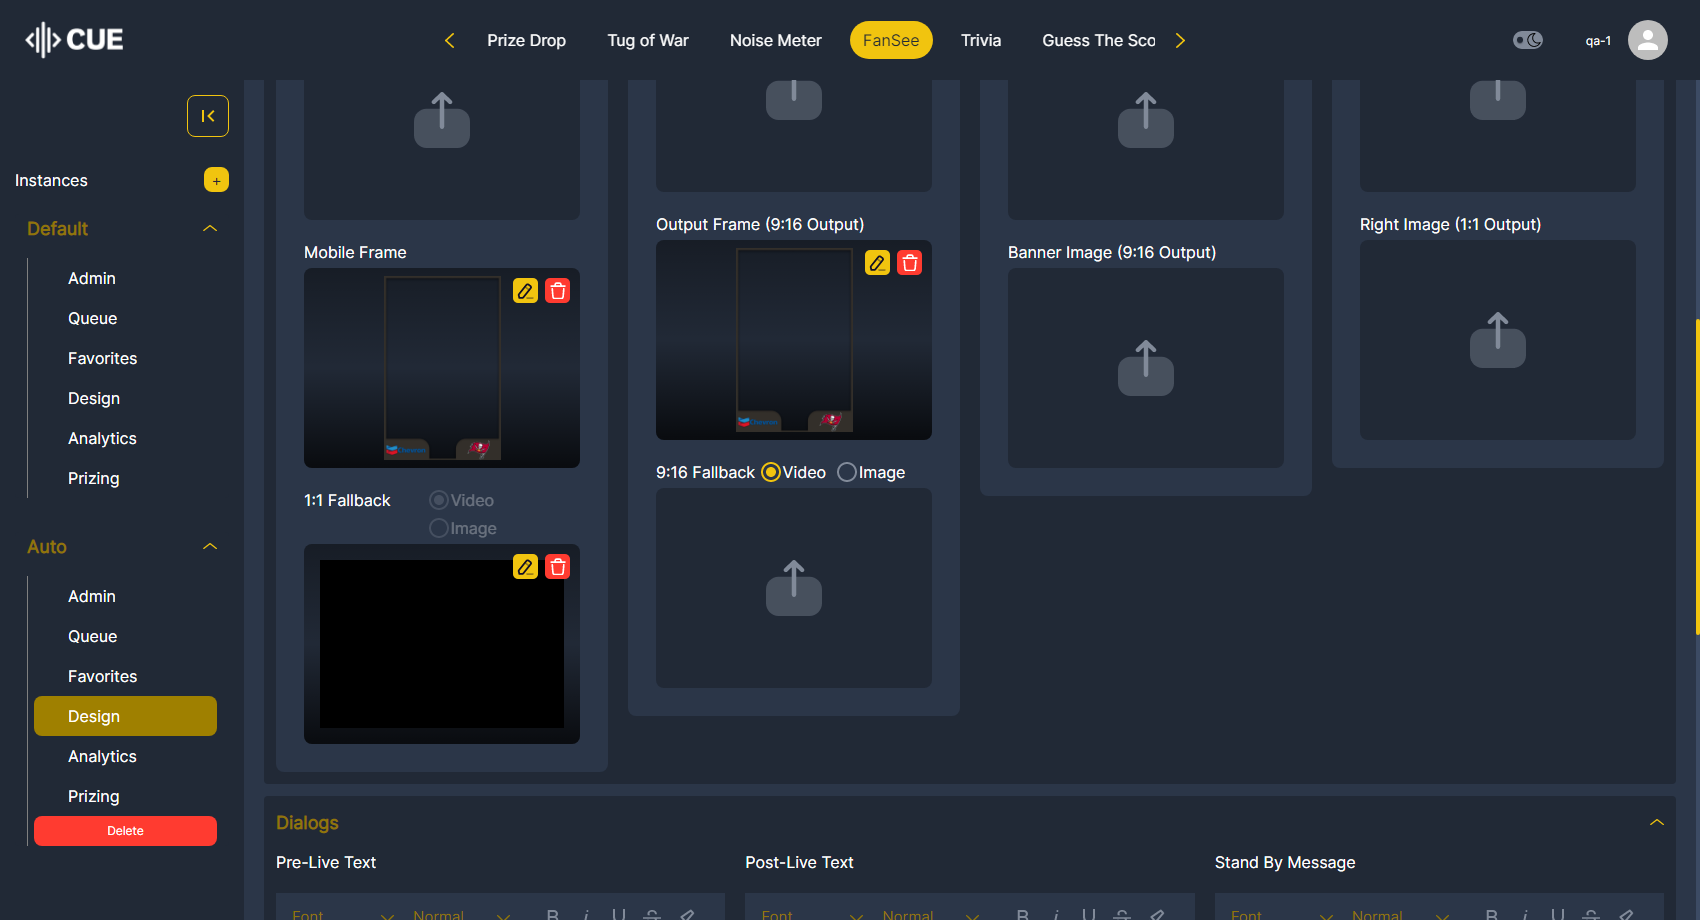 CUE
Prize Drop
Tug of War
Noise Meter
FanSee
Trivia
Guess The Sco
qa-1
Instances
+
Default
Admin
Queue
Favorites
Design
Analytics
Prizing
Auto
Admin
Queue
Favorites
Design
Analytics
Prizing
Delete
Mobile Frame
1:1 Fallback
Video
Image
Output Frame (9:16 Output)
9:16 Fallback Video Image
Banner Image (9:16 Output)
Right Image (1:1 Output)
Dialogs
Pre-Live Text
Font Normal B i U S
Post-Live Text
Font Normal B i U S
Stand By Message
Font Normal B i U S